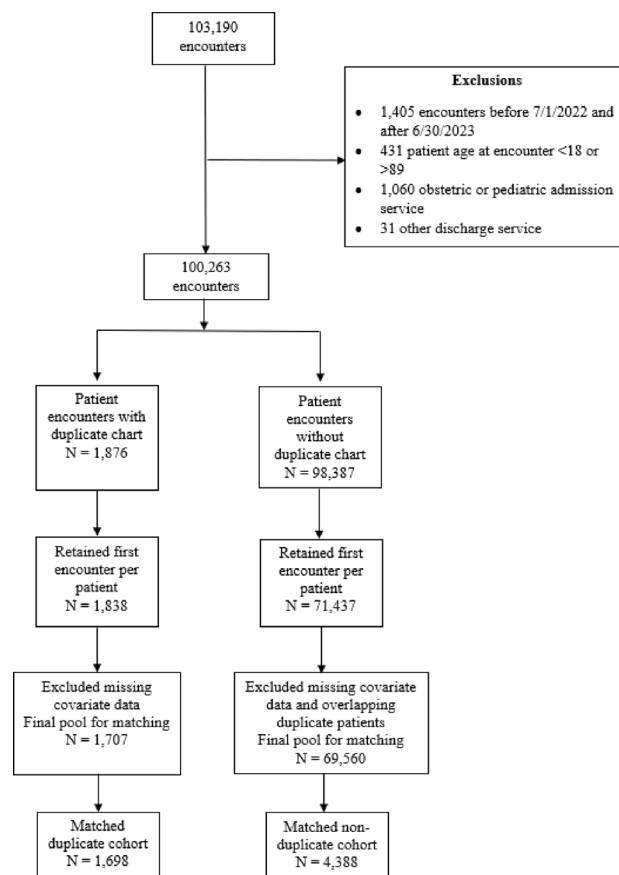 103,190
encounters
Exclusions
• 1,405 encounters before 7/1/2022 and
after 6/30/2023
• 431 patient age at encounter <18 or
>89
• 1,060 obstetric or pediatric admission
service
• 31 other discharge service
100,263
encounters
Patient
encounters with
duplicate chart
N = 1,876
Patient
encounters
without
duplicate chart
N = 98,387
Retained first
encounter per
patient
N = 1,838
Retained first
encounter per
patient
N = 71,437
Excluded missing
covariate data
Final pool for matching
N = 1,707
Excluded missing covariate
data and overlapping
duplicate patients
Final pool for matching
N = 69,560
Matched
duplicate cohort
N = 1,698
Matched non-
duplicate cohort
N = 4,388